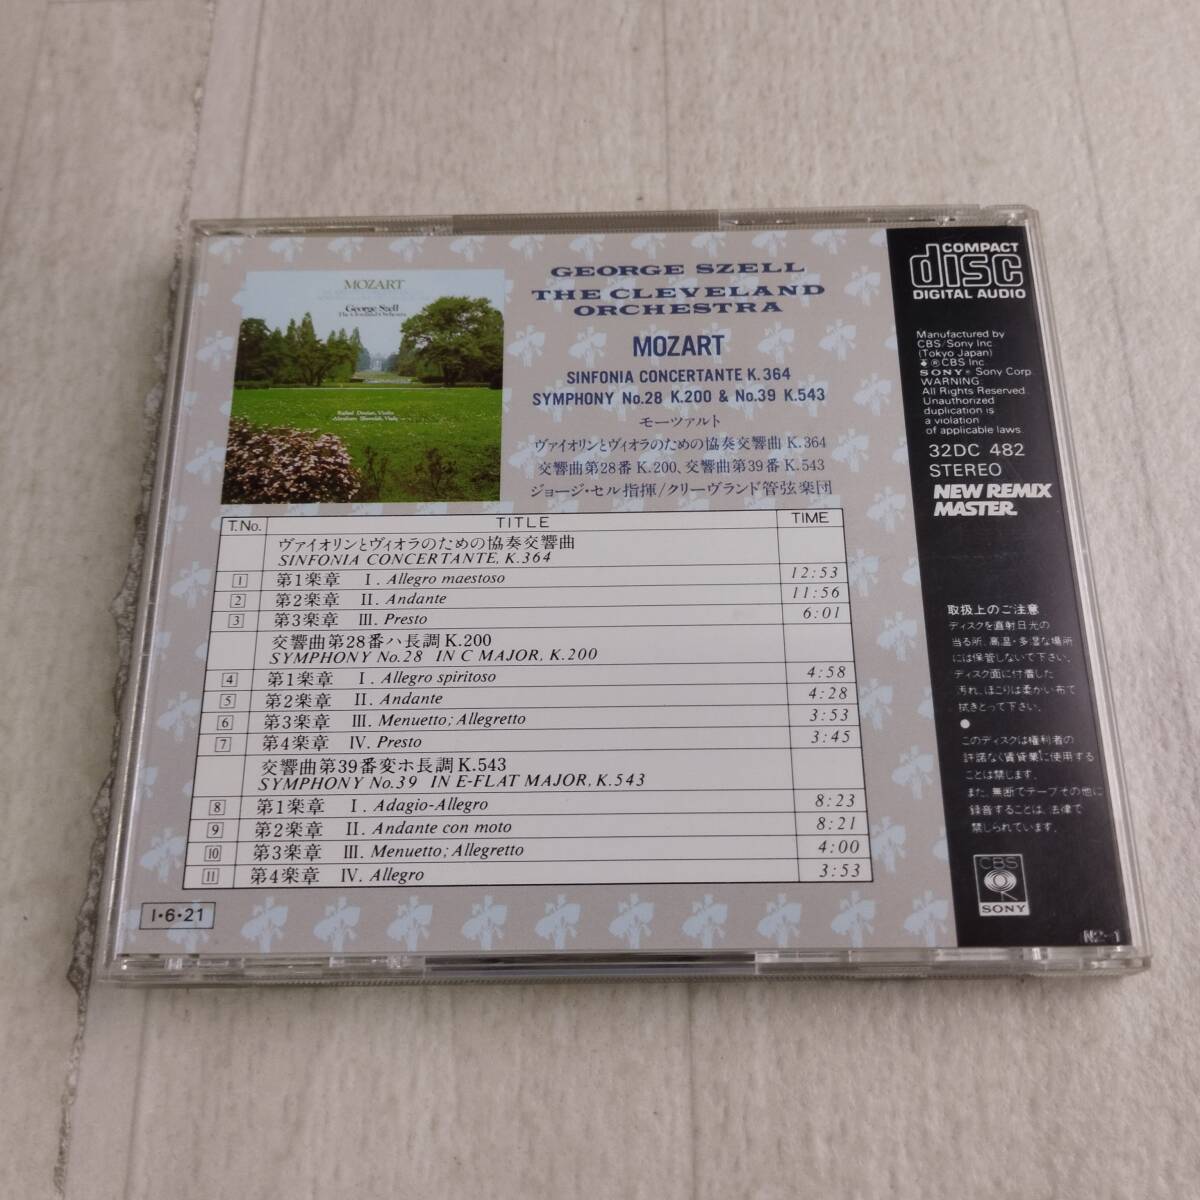 MOZART
George Szell
The Cleveland Orchestra
Rafael Druian, Violin
Abraham Skernick, Viola
GEORGE SZELL
THE CLEVELAND
ORCHESTRA
MOZART
SINFONIA CONCERTANTE K.364
SYMPHONY No.28 K.200 & No.39 K.543
モーツァルト
ヴァイオリンとヴィオラのための協奏交響曲 K.364
交響曲第28番 K.200、交響曲第39番 K.543
ジョージ・セル指揮/クリーヴランド管弦楽団
T.No. TITLE TIME
ヴァイオリンとヴィオラのための協奏交響曲
SINFONIA CONCERTANTE, K.364
1 第1楽章 I. Allegro maestoso 12:53
2 第2楽章 II. Andante 11:56
3 第3楽章 III. Presto 6:01
交響曲第28番ハ長調 K.200
SYMPHONY No.28 IN C MAJOR, K.200
4 第1楽章 I. Allegro spiritoso 4:58
5 第2楽章 II. Andante 4:28
6 第3楽章 III. Menuetto; Allegretto 3:53
7 第4楽章 IV. Presto 3:45
交響曲第39番変ホ長調 K.543
SYMPHONY No.39 IN E-FLAT MAJOR, K.543
8 第1楽章 I. Adagio-Allegro 8:23
9 第2楽章 II. Andante con moto 8:21
10 第3楽章 III. Menuetto; Allegretto 4:00
11 第4楽章 IV. Allegro 3:53
I・6・21
COMPACT
disc
DIGITAL AUDIO
Manufactured by
CBS/Sony Inc.
(Tokyo Japan)
℗ CBS Inc.
SONY® Sony Corp.
WARNING:
All Rights Reserved.
Unauthorized
duplication is
a violation
of applicable laws.
32DC 482
STEREO
NEW REMIX
MASTER.
取扱上のご注意
ディスクを直射日光の
当る所、高温・多湿な場所
には保管しないで下さい。
ディスク面に付着した
汚れ、ほこりは柔かい布で
拭きとって下さい。
●
このディスクは権利者の
許諾なく賃貸業に使用する
ことは禁じます。
また、無断でテープその他に
録音することは、法律で
禁じられています。
CBS
SONY
N2-1